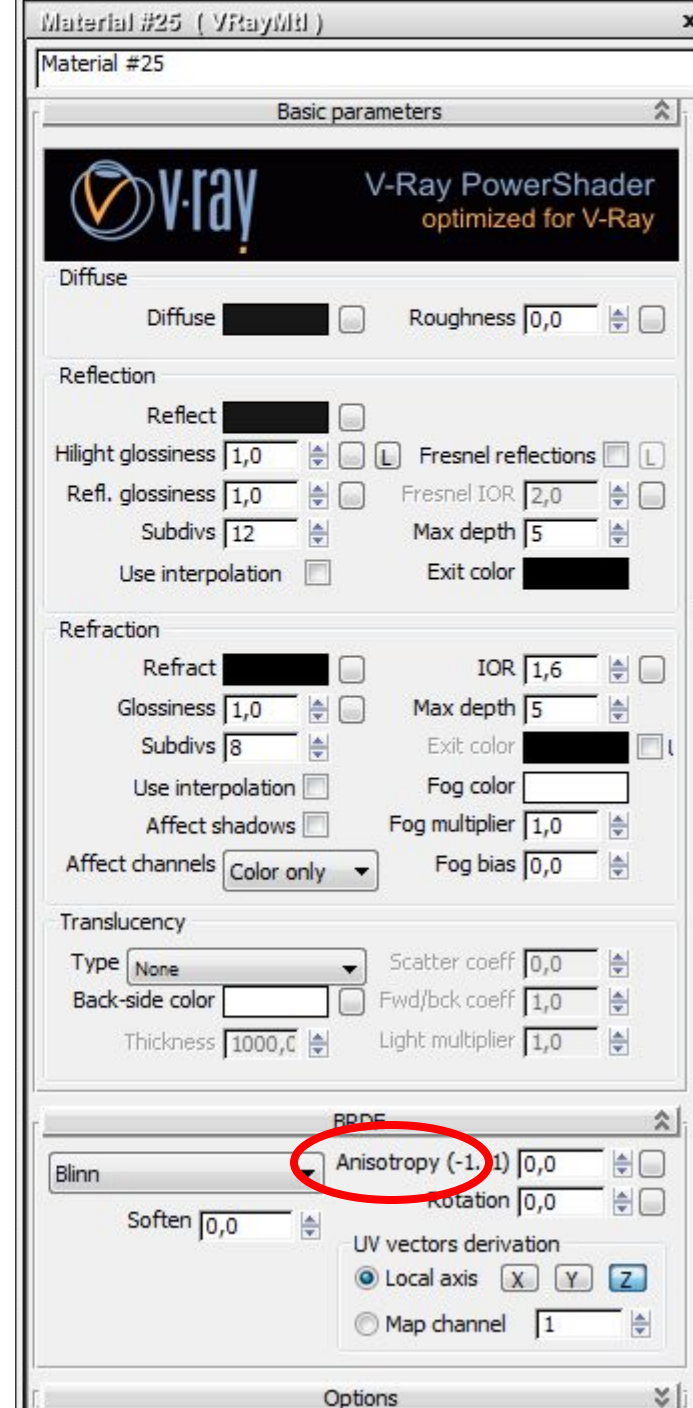 Material #25 ( VRayMtl )
x
Material #25
Basic parameters
v·ray
V-Ray PowerShader
optimized for V-Ray
Diffuse
Diffuse
Roughness 0,0
Reflection
Reflect
Hilight glossiness 1,0 L Fresnel reflections L
Refl. glossiness 1,0 Fresnel IOR 2,0
Subdivs 12 Max depth 5
Use interpolation Exit color
Refraction
Refract IOR 1,6
Glossiness 1,0 Max depth 5
Subdivs 8 Exit color
Use interpolation Fog color
Affect shadows Fog multiplier 1,0
Affect channels Color only Fog bias 0,0
Translucency
Type None Scatter coeff 0,0
Back-side color Fwd/bck coeff 1,0
Thickness 1000,0 Light multiplier 1,0
BRDF
Blinn Anisotropy (-1..1) 0,0
Rotation 0,0
Soften 0,0
UV vectors derivation
Local axis X Y Z
Map channel 1
Options